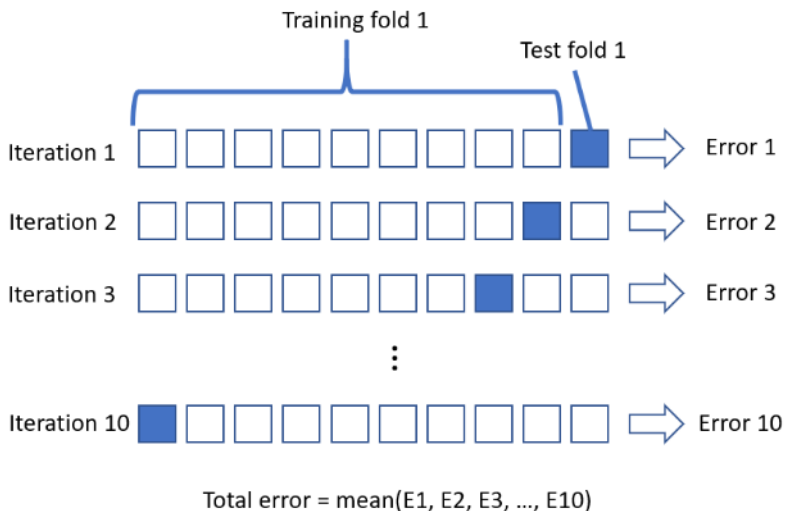 Training fold 1
Test fold 1
Iteration 1
Error 1
Iteration 2
Error 2
Iteration 3
Error 3
⋮
Iteration 10
Error 10
Total error = mean(E1, E2, E3, ..., E10)